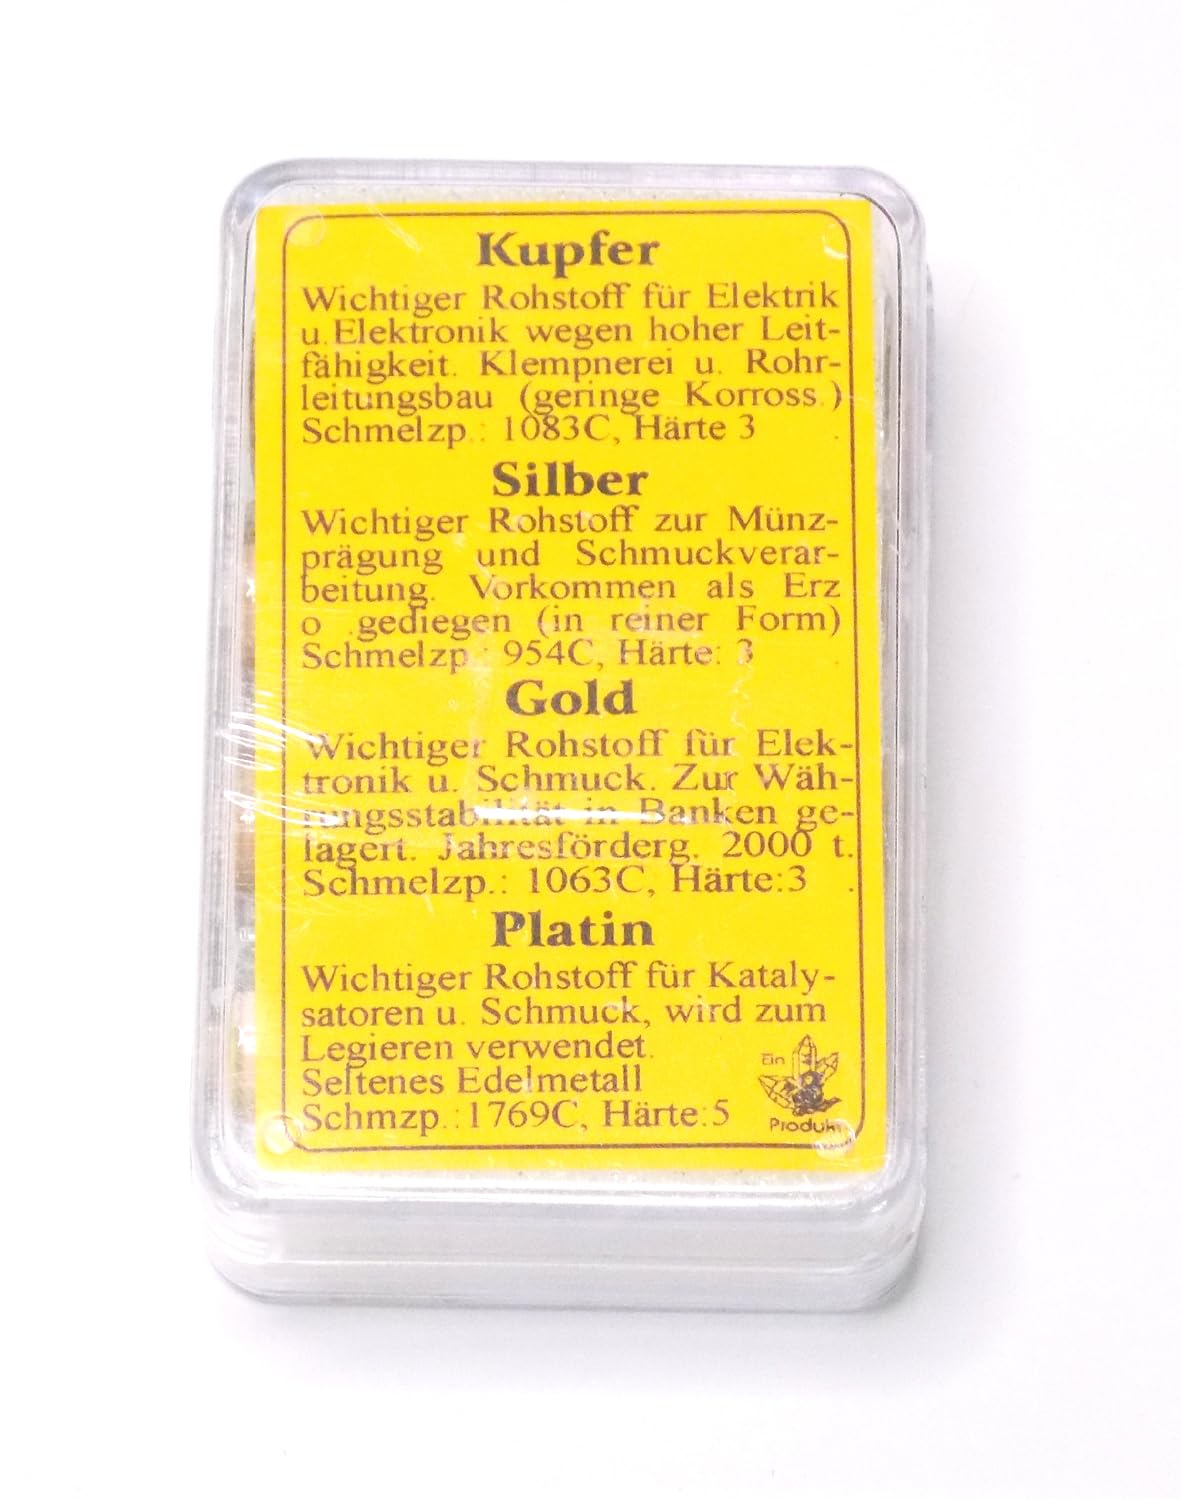 Kupfer
Wichtiger Rohstoff für Elektrik
u.Elektronik wegen hoher Leit-
fähigkeit. Klempnerei u. Rohr-
leitungsbau (geringe Korross.)
Schmelzp.: 1083C, Härte 3
Silber
Wichtiger Rohstoff zur Münz-
prägung und Schmuckverar-
beitung. Vorkommen als Erz
o .gediegen (in reiner Form)
Schmelzp.: 954C, Härte: 3
Gold
Wichtiger Rohstoff für Elek-
tronik u. Schmuck. Zur Wäh-
rungsstabilität in Banken ge-
lagert. Jahresförderg. 2000 t.
Schmelzp.: 1063C, Härte:3
Platin
Wichtiger Rohstoff für Kataly-
satoren u. Schmuck, wird zum
Legieren verwendet.
Seltenes Edelmetall
Schmzp.:1769C, Härte:5
Ein
Produkt